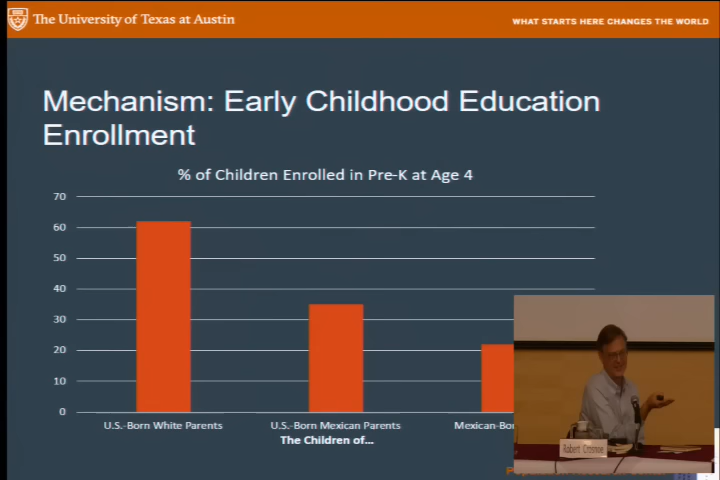 The University of Texas at Austin
WHAT STARTS HERE CHANGES THE WORLD
Mechanism: Early Childhood Education
Enrollment
% of Children Enrolled in Pre-K at Age 4
70
60
50
40
30
20
10
0
U.S.-Born White Parents
U.S.-Born Mexican Parents
Mexican-Bo
The Children of...
Robert Crosnoe